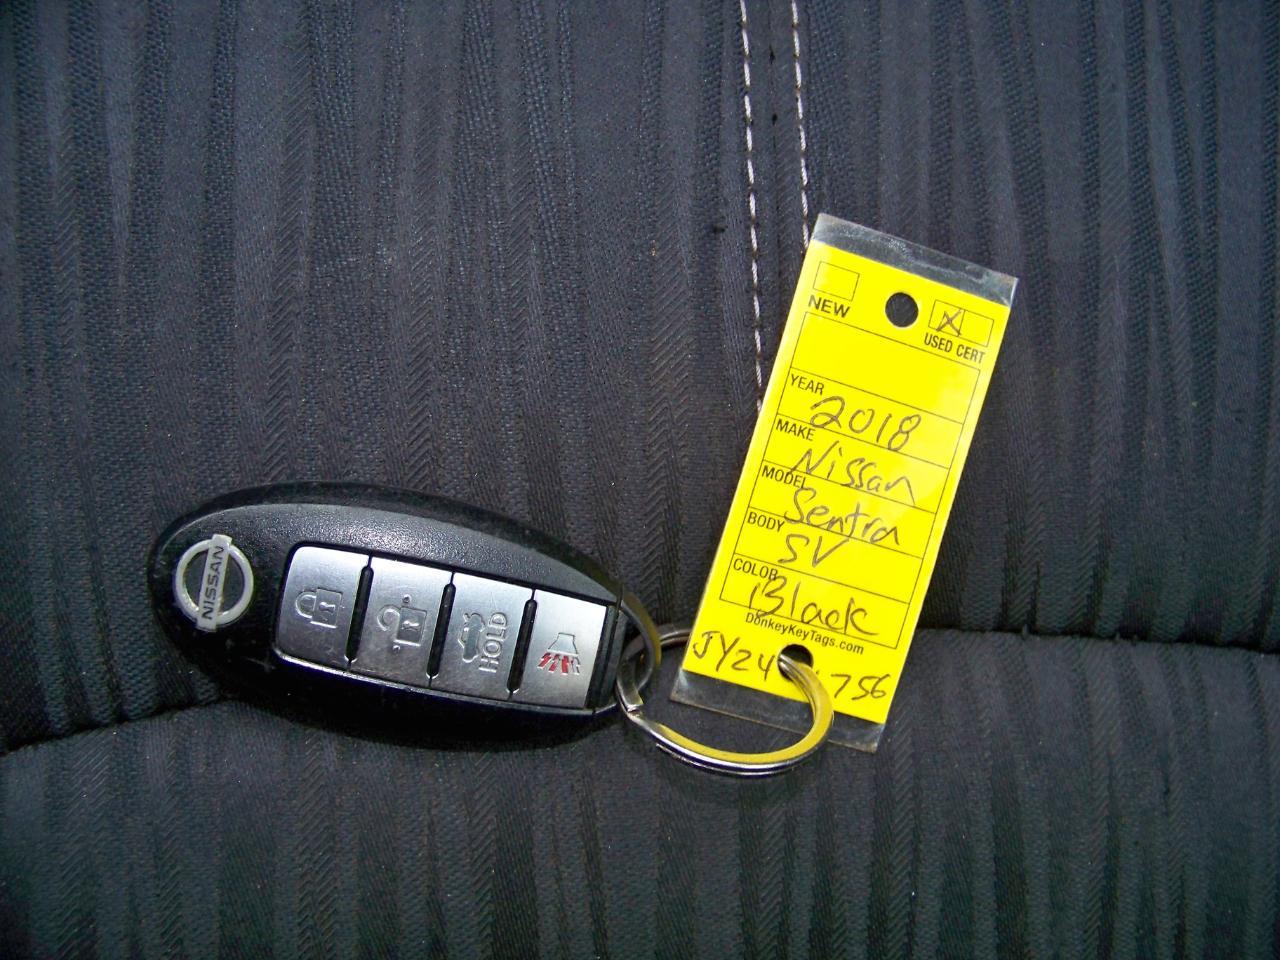 NEW
USED CERT
YEAR 2018
MAKE Nissan
MODEL Sentra
BODY SV
COLOR Black
DonkeyKeyTags.com
NISSAN
HOLD